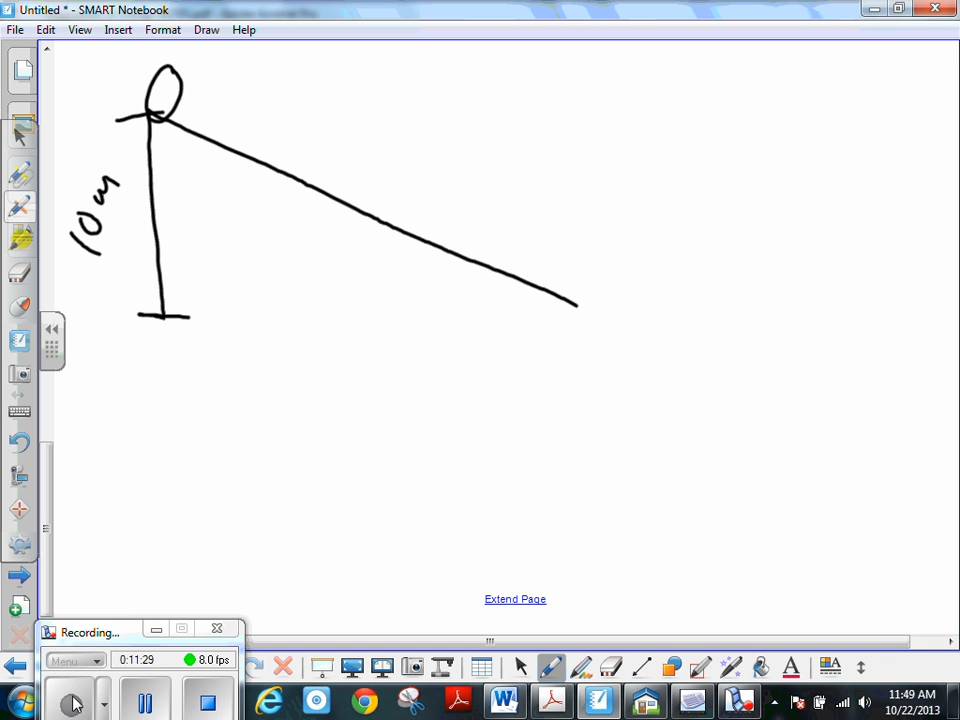 Untitled * - SMART Notebook
File Edit View Insert Format Draw Help
10 m
Extend Page
Recording...
Menu 0:11:29 8.0 fps
11:49 AM
10/22/2013